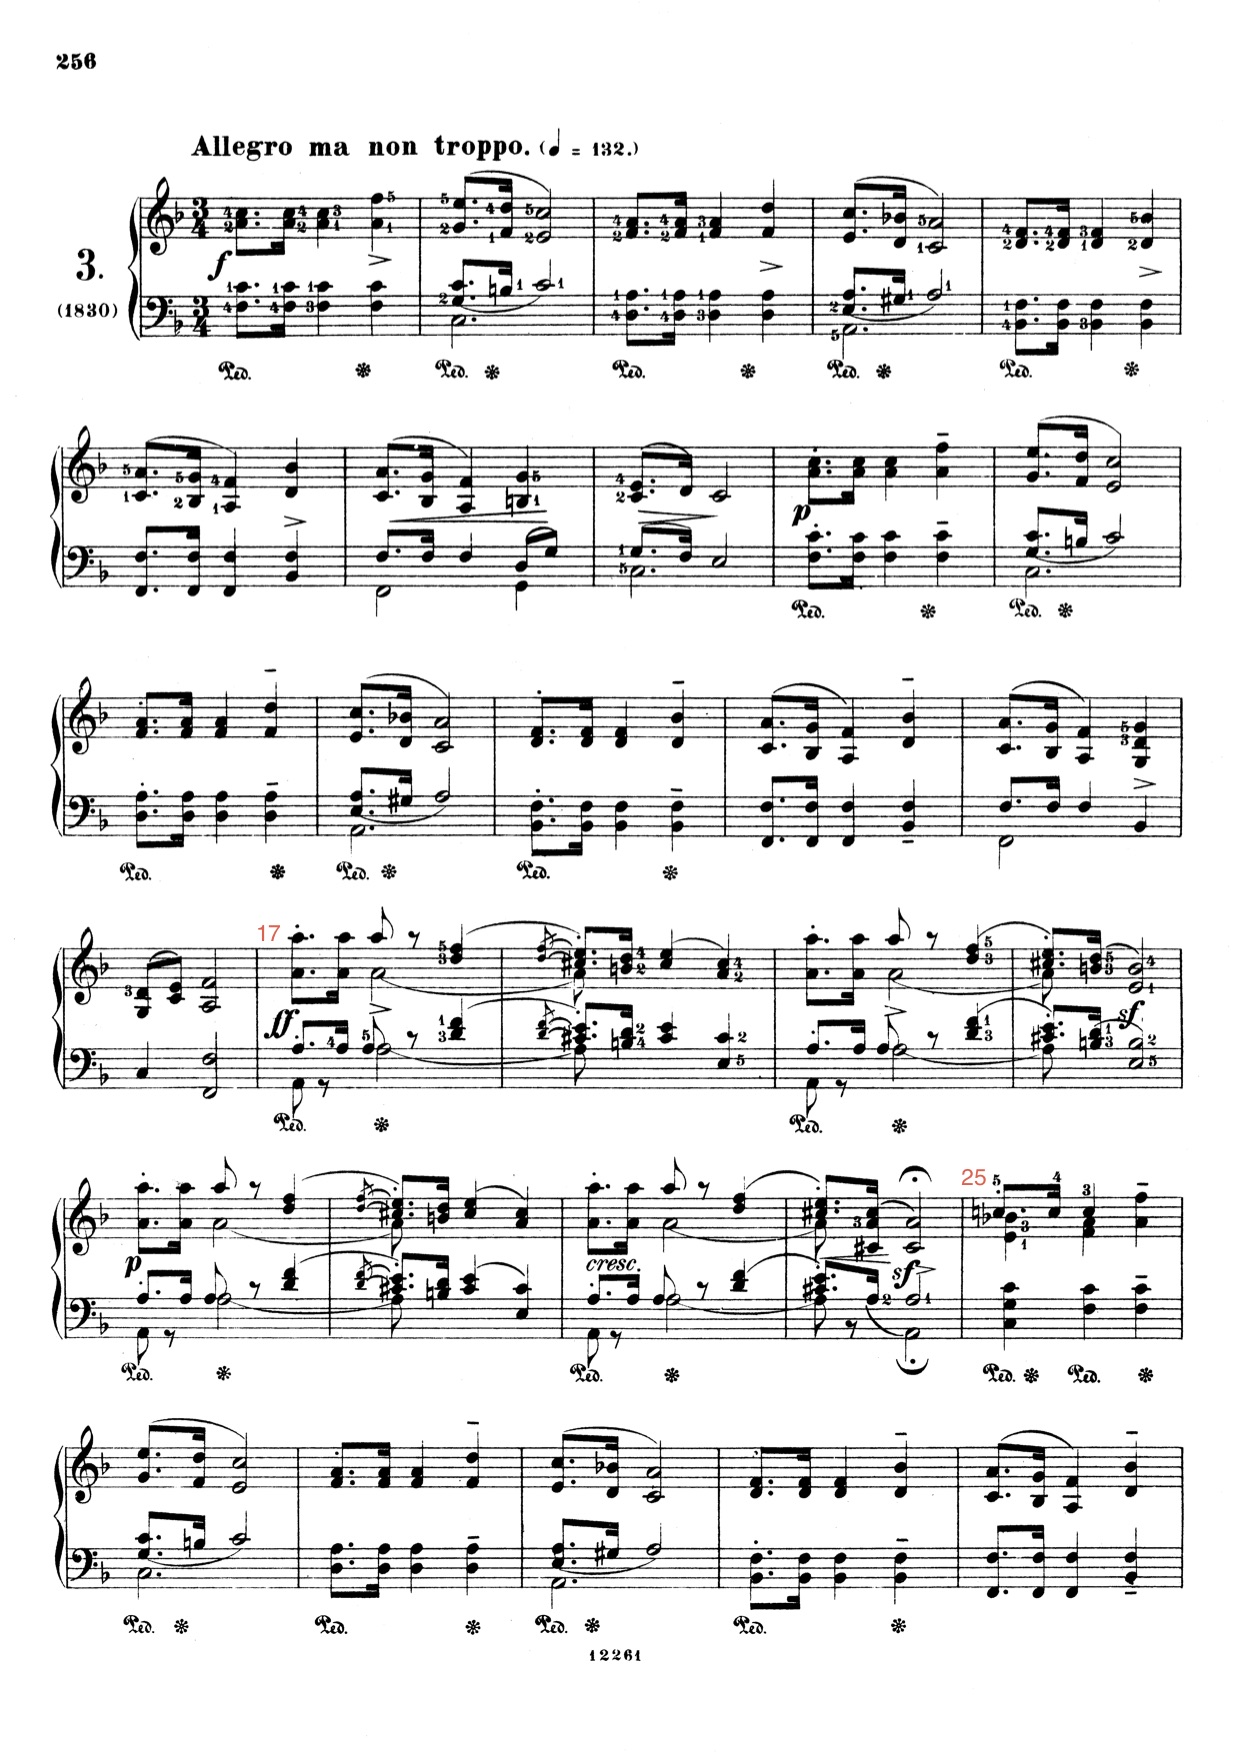 256
Allegro ma non troppo. (♩ = 132.)
3.
(1830)
f
Ped. * Ped. * Ped. * Ped. * Ped. *
p
Ped. * Ped. *
Ped. * Ped. * Ped. *
17
ff
sf
Ped. * Ped. *
25
p
cresc.
sf
Ped. * Ped. * Ped. * Ped. *
Ped. * Ped. * Ped. * Ped. *
12261